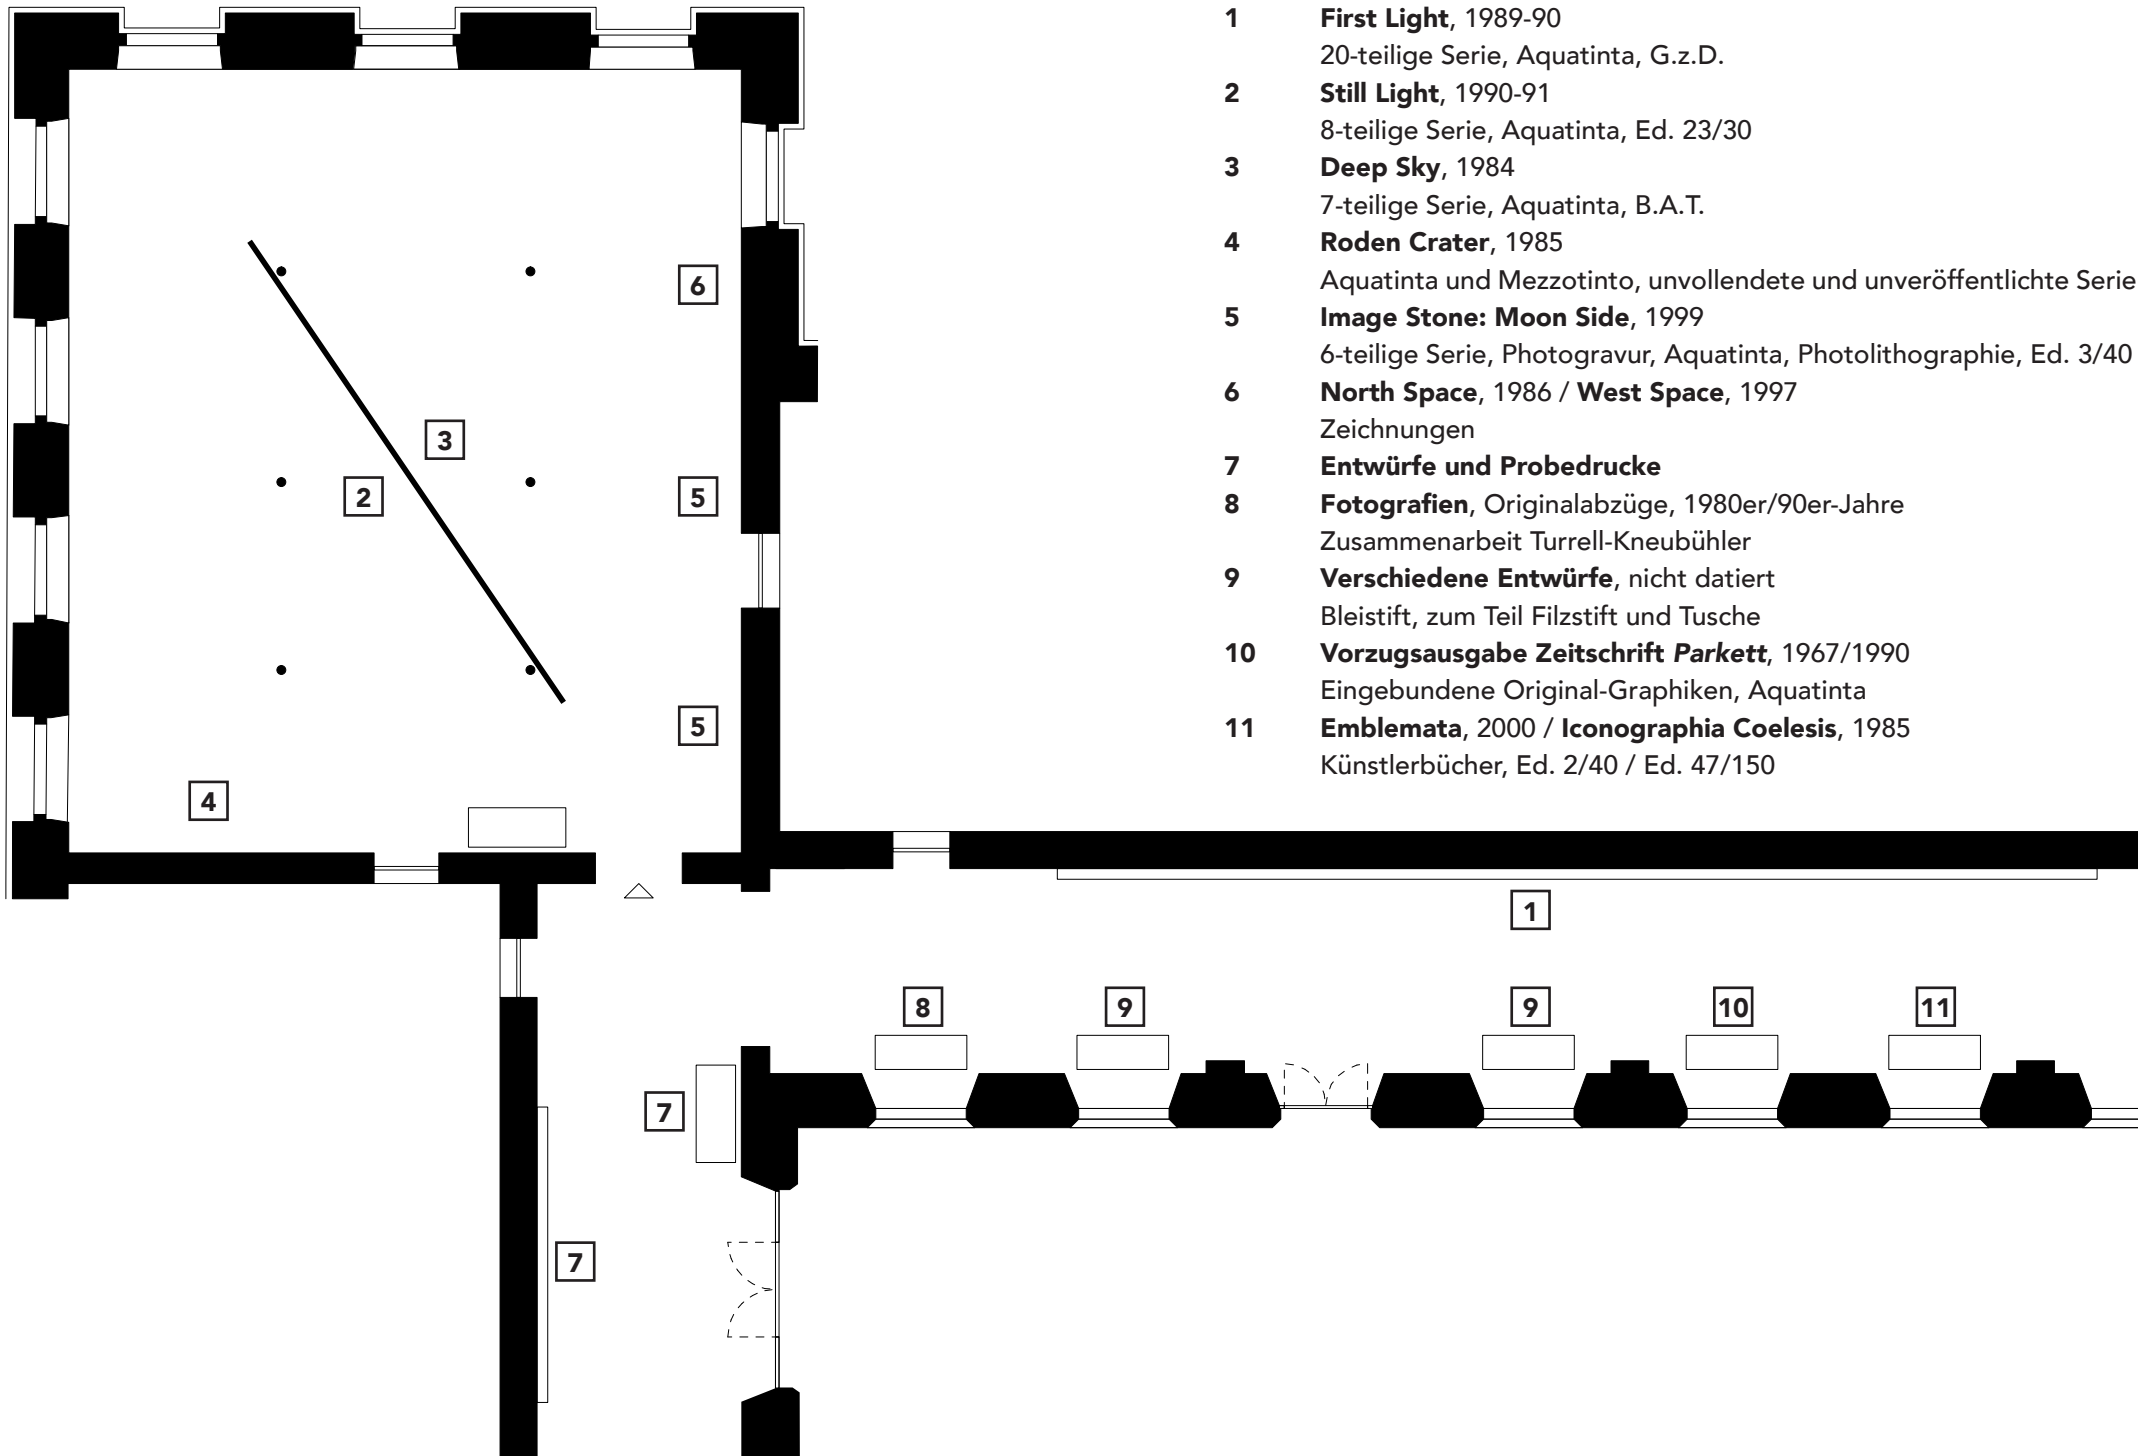 1 First Light, 1989-90
20-teilige Serie, Aquatinta, G.z.D.
2 Still Light, 1990-91
8-teilige Serie, Aquatinta, Ed. 23/30
3 Deep Sky, 1984
7-teilige Serie, Aquatinta, B.A.T.
4 Roden Crater, 1985
Aquatinta und Mezzotinto, unvollendete und unveröffentlichte Serie
5 Image Stone: Moon Side, 1999
6-teilige Serie, Photogravur, Aquatinta, Photolithographie, Ed. 3/40
6 North Space, 1986 / West Space, 1997
Zeichnungen
7 Entwürfe und Probedrucke
8 Fotografien, Originalabzüge, 1980er/90er-Jahre
Zusammenarbeit Turrell-Kneubühler
9 Verschiedene Entwürfe, nicht datiert
Bleistift, zum Teil Filzstift und Tusche
10 Vorzugsausgabe Zeitschrift Parkett, 1967/1990
Eingebundene Original-Graphiken, Aquatinta
11 Emblemata, 2000 / Iconographia Coelesis, 1985
Künstlerbücher, Ed. 2/40 / Ed. 47/150
6
3
2
5
5
4
1
8
9
9
10
11
7
7